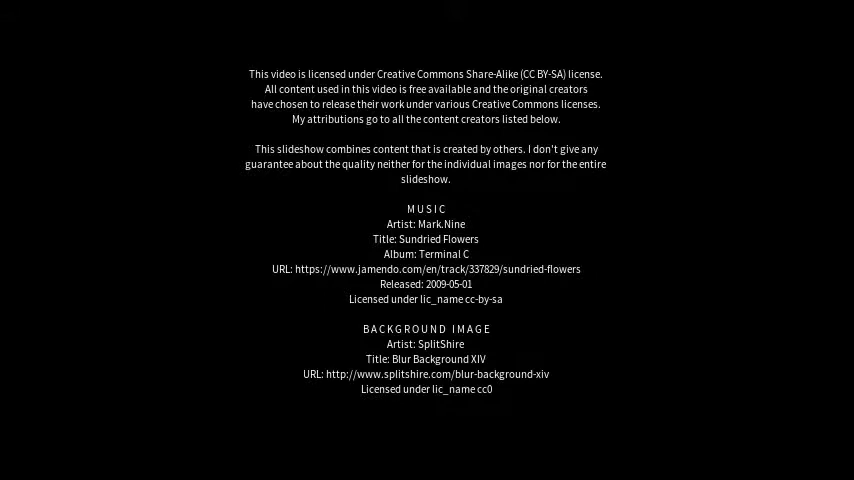 This video is licensed under Creative Commons Share-Alike (CC BY-SA) license.
All content used in this video is free available and the original creators
have chosen to release their work under various Creative Commons licenses.
My attributions go to all the content creators listed below.
This slideshow combines content that is created by others. I don't give any
guarantee about the quality neither for the individual images nor for the entire
slideshow.
MUSIC
Artist: Mark.Nine
Title: Sundried Flowers
Album: Terminal C
URL: https://www.jamendo.com/en/track/337829/sundried-flowers
Released: 2009-05-01
Licensed under lic_name cc-by-sa
BACKGROUND IMAGE
Artist: SplitShire
Title: Blur Background XIV
URL: http://www.splitshire.com/blur-background-xiv
Licensed under lic_name cc0